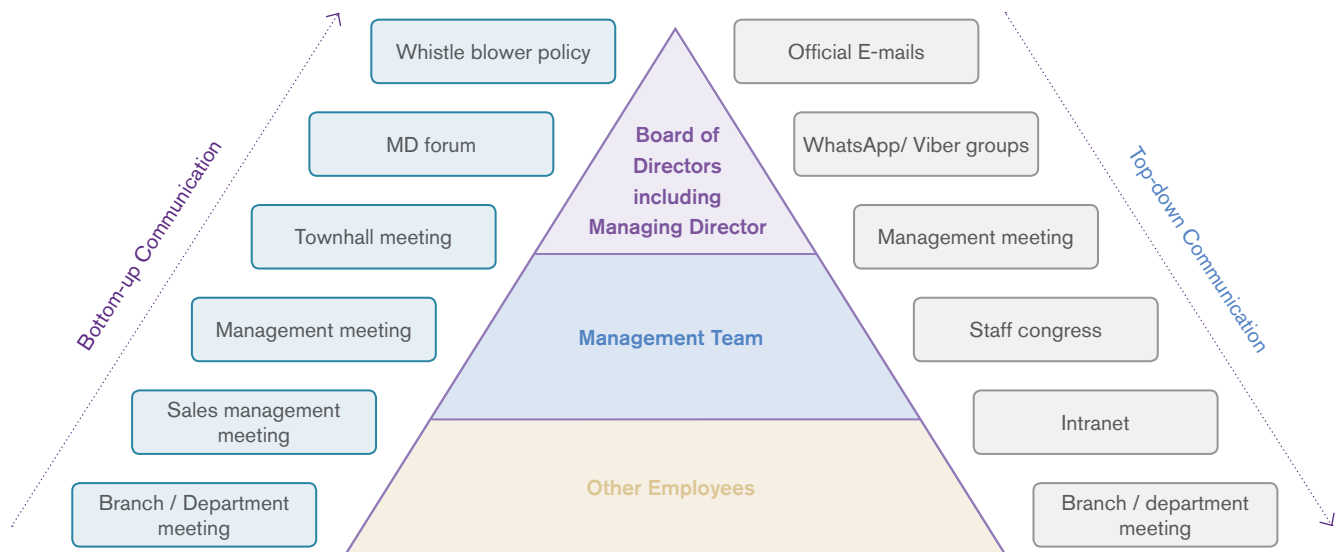 Bottom-up Communication
Whistle blower policy
MD forum
Townhall meeting
Management meeting
Sales management
meeting
Branch / Department
meeting
Board of
Directors
including
Managing Director
Management Team
Other Employees
Official E-mails
WhatsApp/ Viber groups
Management meeting
Staff congress
Intranet
Branch / department
meeting
Top-down Communication